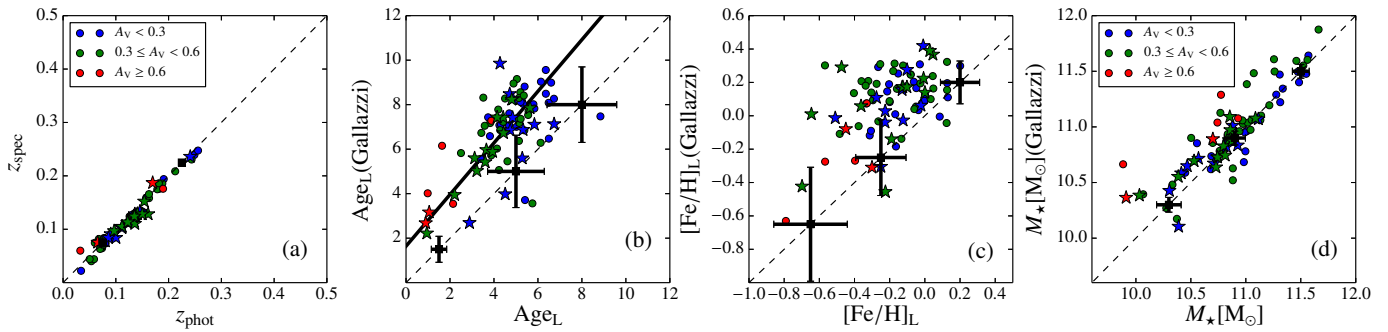 0.5
0.4
0.3
0.2
0.1
0.0
0.0 0.1 0.2 0.3 0.4 0.5
z_spec
z_phot
A_V < 0.3
0.3 ≤ A_V < 0.6
A_V ≥ 0.6
(a)
12
10
8
6
4
2
0 2 4 6 8 10 12
Age_L(Gallazzi)
Age_L
(b)
0.6
0.4
0.2
0.0
−0.2
−0.4
−0.6
−0.8
−1.0 −0.8 −0.6 −0.4 −0.2 0.0 0.2 0.4
[Fe/H]_L(Gallazzi)
[Fe/H]_L
(c)
12.0
11.5
11.0
10.5
10.0
10.0 10.5 11.0 11.5 12.0
M_⋆[M_⊙](Gallazzi)
M_⋆[M_⊙]
A_V < 0.3
0.3 ≤ A_V < 0.6
A_V ≥ 0.6
(d)